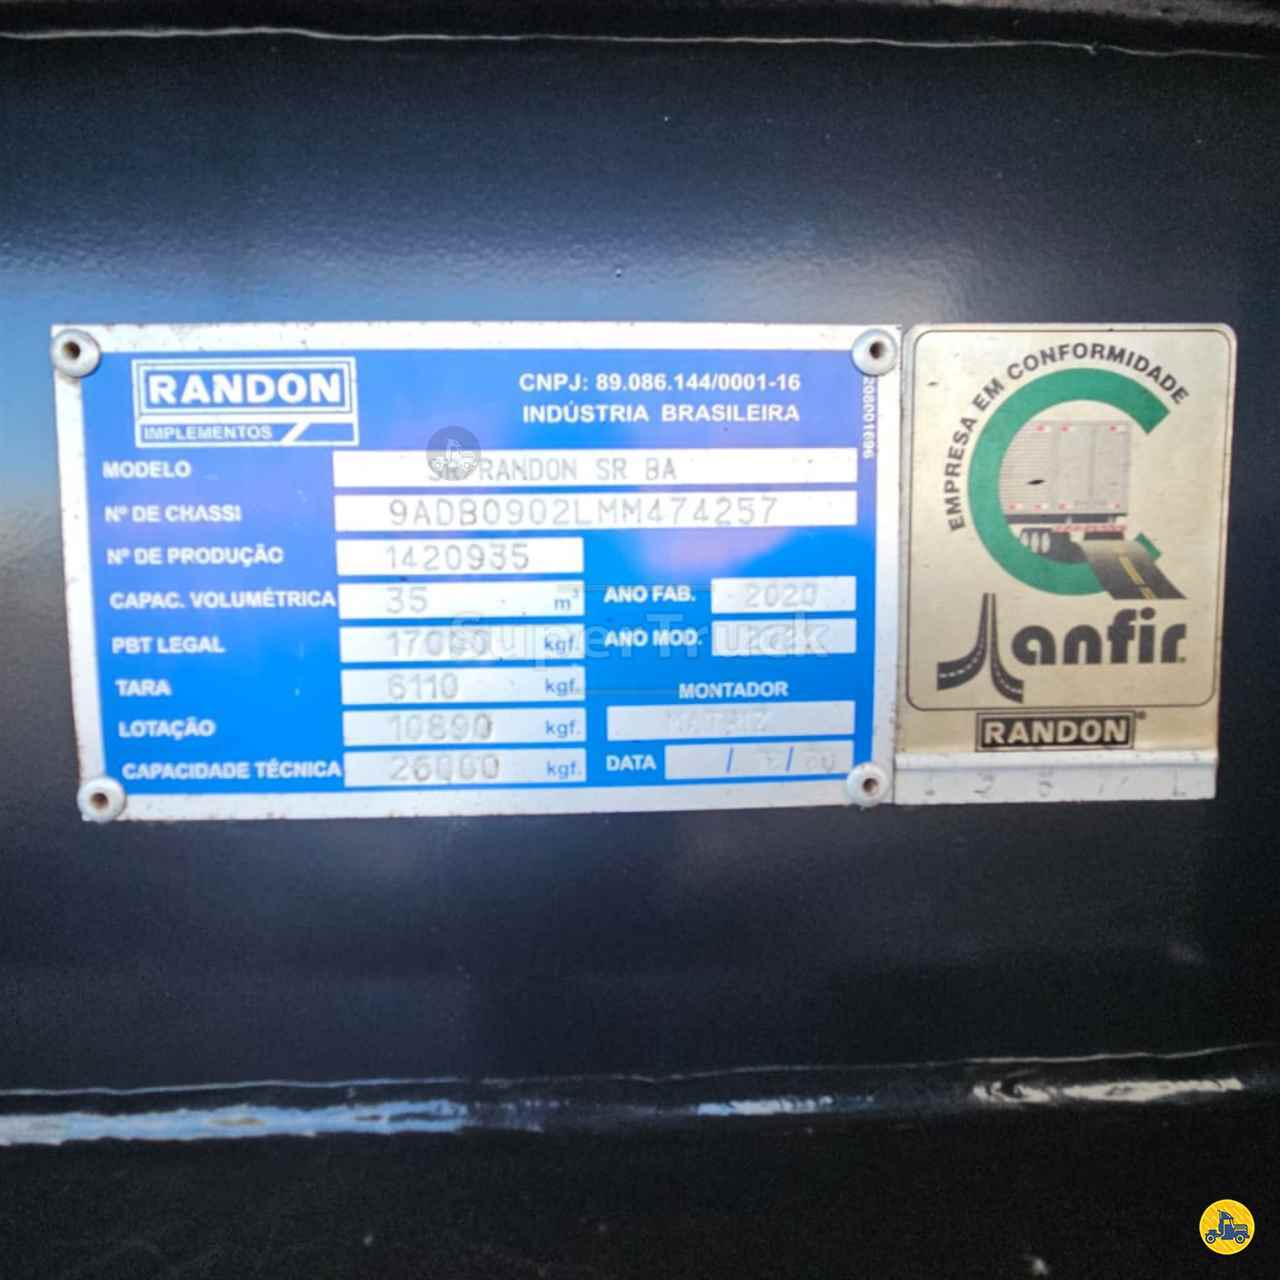 RANDON
IMPLEMENTOS
CNPJ: 89.086.144/0001-16
INDÚSTRIA BRASILEIRA
MODELO SR/RANDON SR BA
Nº DE CHASSI 9ADB0902LMM474257
Nº DE PRODUÇÃO 1420935
CAPAC. VOLUMÉTRICA 35 m³ ANO FAB. 2020
PBT LEGAL kgf. ANO MOD.
TARA 6110 kgf. MONTADOR
LOTAÇÃO 10890 kgf. MATRIZ
CAPACIDADE TÉCNICA 26000 kgf. DATA / /
EMPRESA EM CONFORMIDADE
anfir
RANDON
SuperTruck